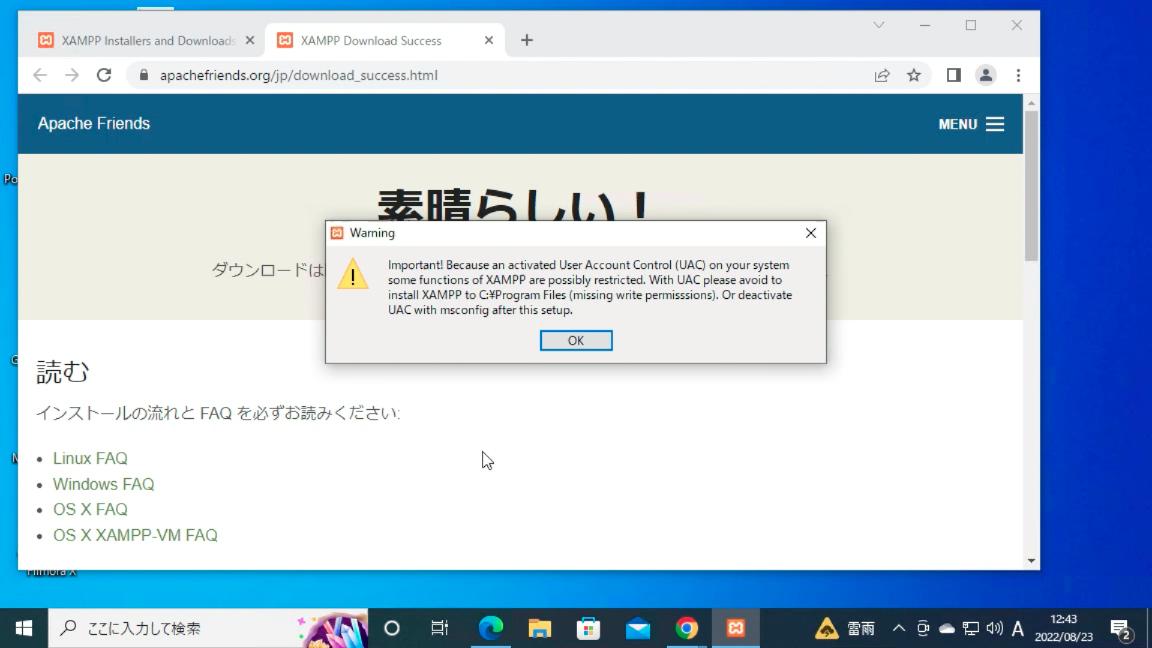 XAMPP Installers and Downloads
XAMPP Download Success
apachefriends.org/jp/download_success.html
Apache Friends
MENU
素晴らしい！
ダウンロードは
Warning
Important! Because an activated User Account Control (UAC) on your system
some functions of XAMPP are possibly restricted. With UAC please avoid to
install XAMPP to C:¥Program Files (missing write permisssions). Or deactivate
UAC with msconfig after this setup.
OK
読む
インストールの流れと FAQ を必ずお読みください:
Linux FAQ
Windows FAQ
OS X FAQ
OS X XAMPP-VM FAQ
Filmora X
ここに入力して検索
雷雨
A
12:43
2022/08/23
2